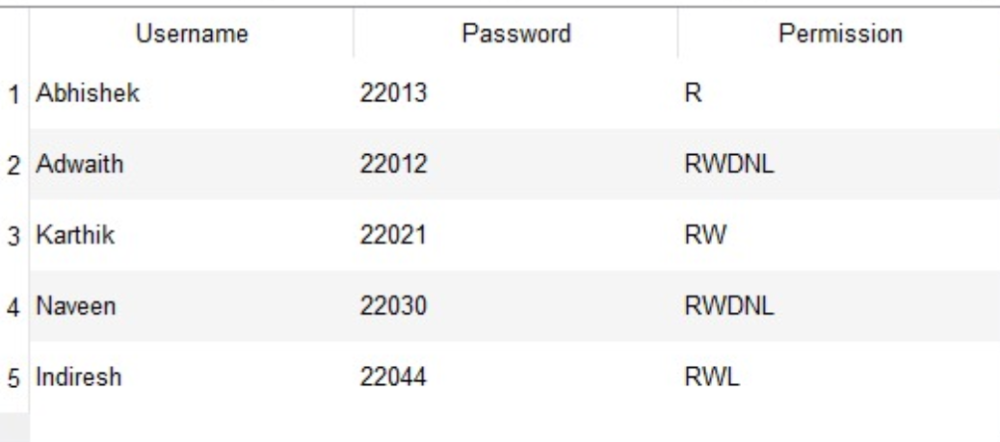 Username Password Permission
1 Abhishek 22013 R
2 Adwaith 22012 RWDNL
3 Karthik 22021 RW
4 Naveen 22030 RWDNL
5 Indiresh 22044 RWL